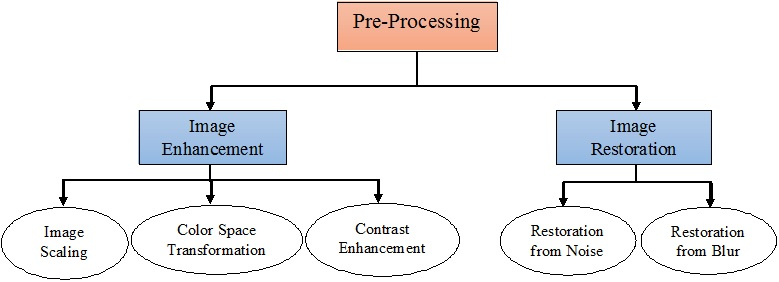 Pre-Processing
Image
Enhancement
Image
Restoration
Image
Scaling
Color Space
Transformation
Contrast
Enhancement
Restoration
from Noise
Restoration
from Blur